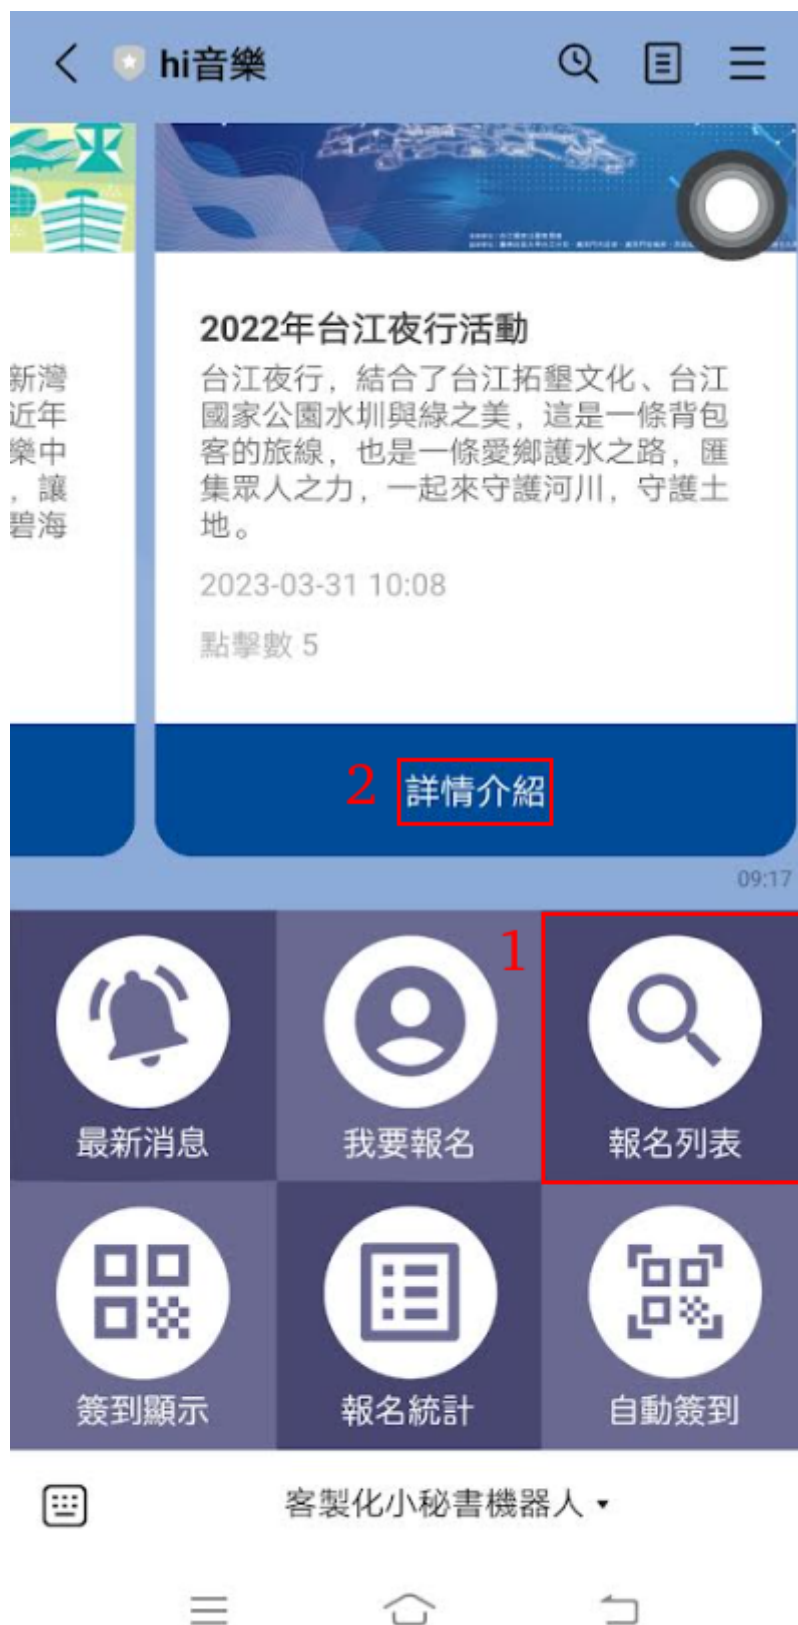 hi音樂
新灣
近年
樂中
，讓
碧海
2022年台江夜行活動
台江夜行，結合了台江拓墾文化、台江
國家公園水圳與綠之美，這是一條背包
客的旅線，也是一條愛鄉護水之路，匯
集眾人之力，一起來守護河川，守護土
地。
2023-03-31 10:08
點擊數 5
2 詳情介紹
09:17
1
最新消息 我要報名 報名列表
簽到顯示 報名統計 自動簽到
客製化小秘書機器人